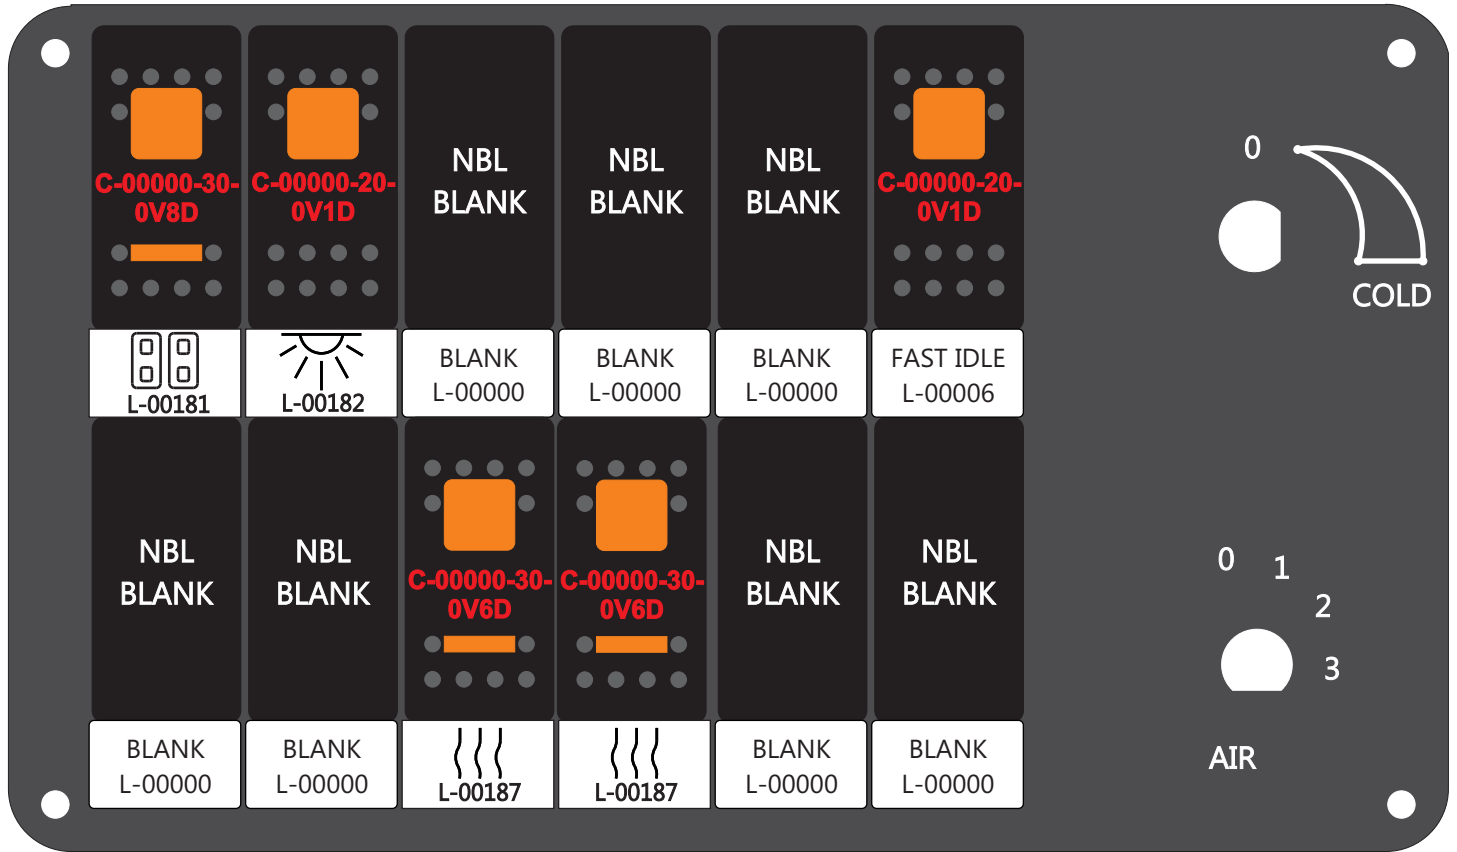 C-00000-30-
0V8D
C-00000-20-
0V1D
NBL
BLANK
NBL
BLANK
NBL
BLANK
C-00000-20-
0V1D
L-00181
L-00182
BLANK
L-00000
BLANK
L-00000
BLANK
L-00000
FAST IDLE
L-00006
0
COLD
NBL
BLANK
NBL
BLANK
C-00000-30-
0V6D
C-00000-30-
0V6D
NBL
BLANK
NBL
BLANK
BLANK
L-00000
BLANK
L-00000
L-00187
L-00187
BLANK
L-00000
BLANK
L-00000
0
1
2
3
AIR